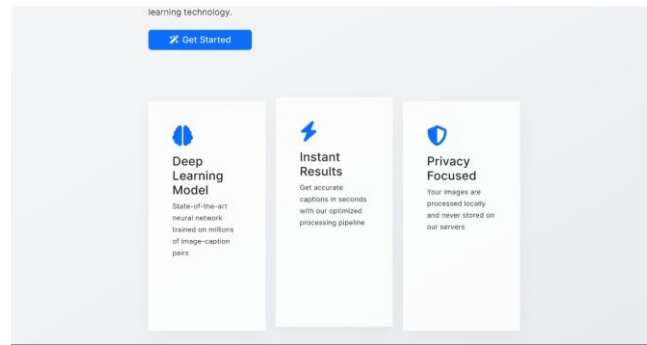 learning technology.
Get Started
Deep
Learning
Model
State-of-the-art
neural network
trained on millions
of image-caption
pairs
Instant
Results
Get accurate
captions in seconds
with our optimized
processing pipeline
Privacy
Focused
Your images are
processed locally
and never stored on
our servers